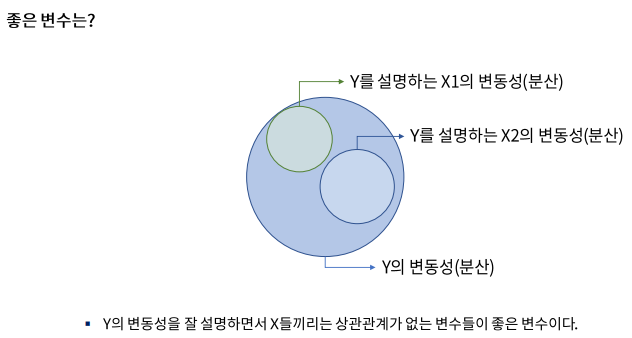 좋은 변수는?
Y를 설명하는 X1의 변동성(분산)
Y를 설명하는 X2의 변동성(분산)
Y의 변동성(분산)
▪ Y의 변동성을 잘 설명하면서 X들끼리는 상관관계가 없는 변수들이 좋은 변수이다.